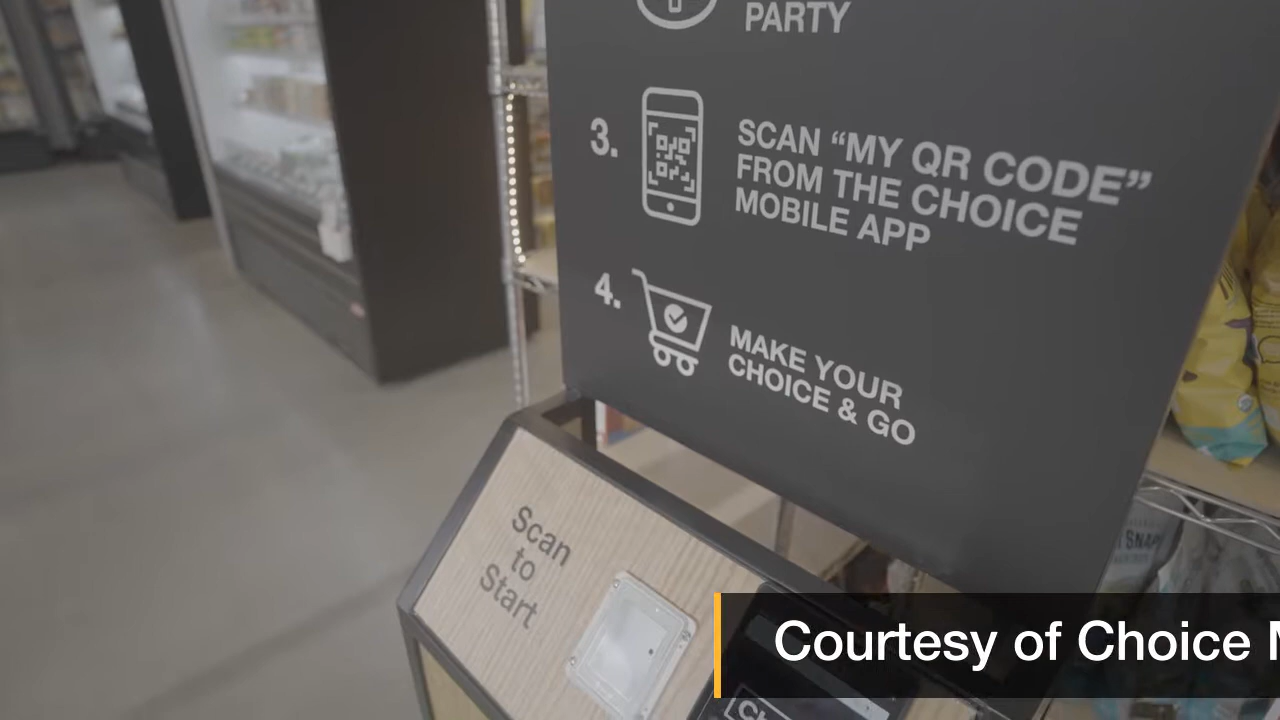 PARTY
3.
SCAN “MY QR CODE”
FROM THE CHOICE
MOBILE APP
4.
MAKE YOUR
CHOICE & GO
Scan
to
Start
SNAP
Courtesy of Choice